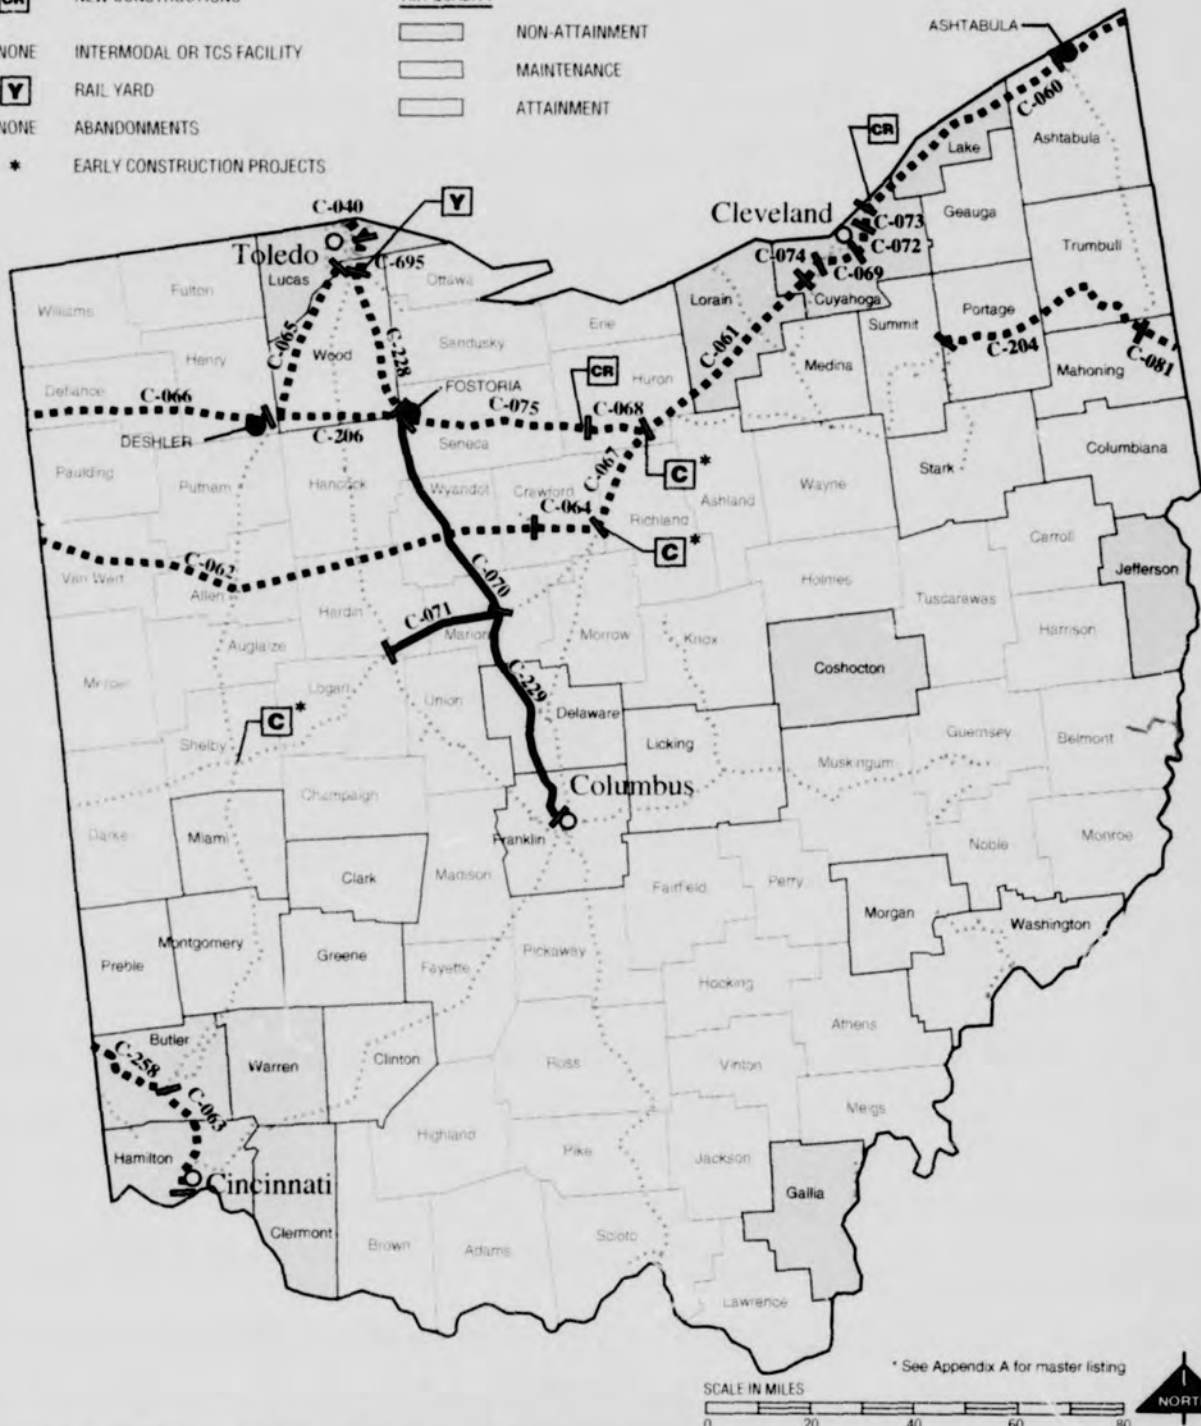 CR NEW CONSTRUCTIONS
NONE INTERMODAL OR TCS FACILITY
Y RAIL YARD
NONE ABANDONMENTS
* EARLY CONSTRUCTION PROJECTS
AIR QUALITY
NON-ATTAINMENT
MAINTENANCE
ATTAINMENT
ASHTABULA
C-060
CR
Lake
Ashtabula
C-040
Y
Cleveland
C-073
Geauga
Toledo
C-074
C-072
Trumbull
C-695
C-069
Lucas
Ottawa
Fulton
Lorain
Cuyahoga
Williams
Portage
Erie
Summit
C-065
Wood
C-228
Sandusky
C-061
C-204
C-081
Henry
Medina
Mahoning
CR
Huron
Defiance
FOSTORIA
C-066
C-075
C-068
DESHLER
C-206
Seneca
Columbiana
Stark
C *
Paulding
Putnam
Hancock
Wyandot
Crawford
C-067
Ashland
Wayne
C-064
Richland
Carroll
C *
C-062
Van Wert
Allen
C-070
Holmes
Jefferson
Tuscarawas
Hardin
C-071
Marion
Morrow
Knox
Harrison
Auglaize
Coshocton
Mercer
Logan
Union
C-229
Delaware
C *
Shelby
Licking
Guernsey
Belmont
Muskingum
Columbus
Champaign
Darke
Miami
Franklin
Noble
Monroe
Clark
Madison
Fairfield
Perry
Morgan
Washington
Montgomery
Preble
Greene
Fayette
Pickaway
Hocking
Athens
Butler
C-258
Warren
Clinton
Ross
Vinton
C-063
Meigs
Highland
Hamilton
Pike
Jackson
Cincinnati
Gallia
Clermont
Brown
Adams
Scioto
Lawrence
* See Appendix A for master listing
SCALE IN MILES
0 20 40 60 80
NORTH